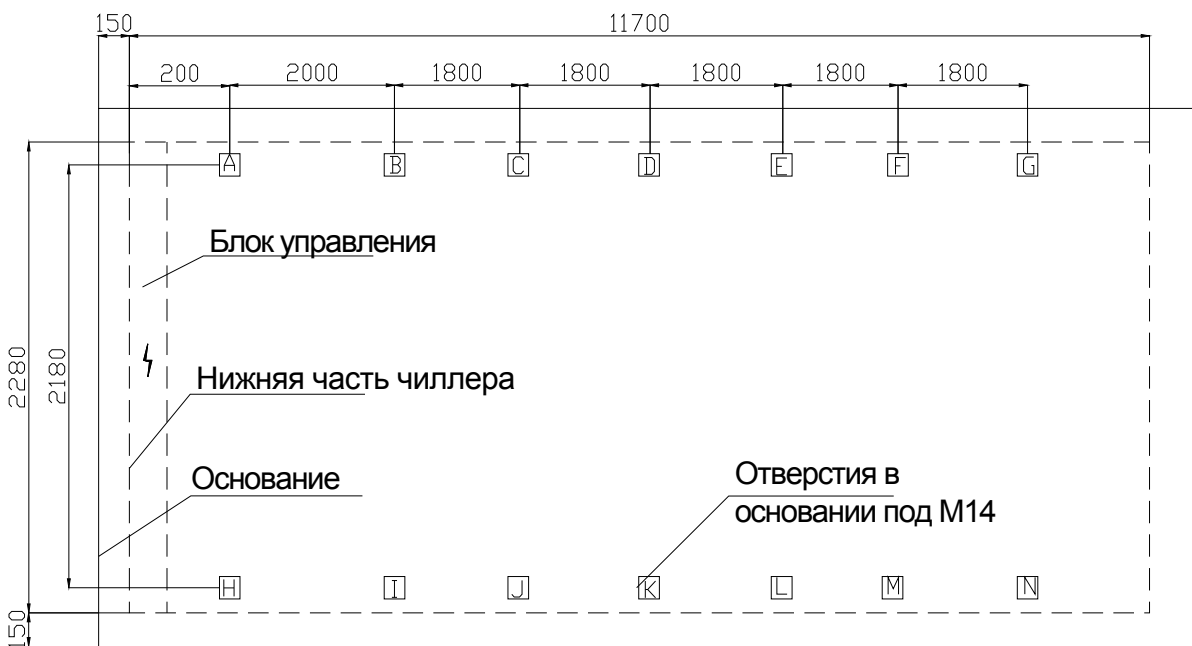 150 11700
200 2000 1800 1800 1800 1800 1800
A B C D E F G
Блок управления
2280 2180
Нижняя часть чиллера
Основание
Отверстия в
основании под М14
H I J K L M N
150